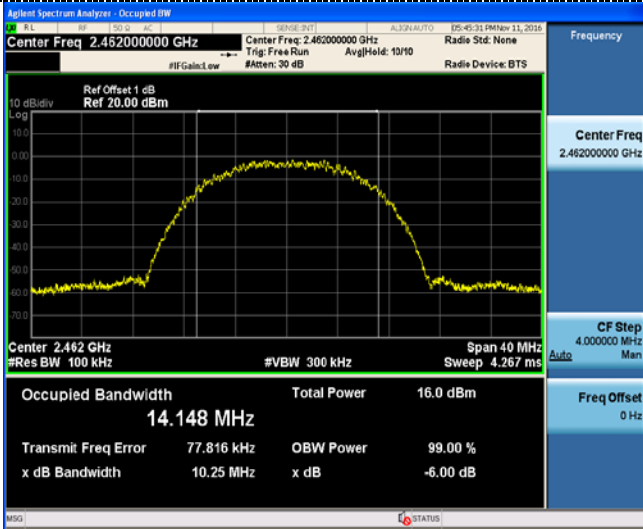 Agilent Spectrum Analyzer - Occupied BW
RL RF 50 Ω AC SENSE:INT ALIGN AUTO 05:45:31 PM Nov 11, 2016
Center Freq 2.462000000 GHz
Center Freq: 2.462000000 GHz
Radio Std: None
Trig: Free Run Avg|Hold: 10/10
#IFGain:Low #Atten: 30 dB Radio Device: BTS
Ref Offset 1 dB
10 dB/div Ref 20.00 dBm
Log
10.0
0.00
-10.0
-20.0
-30.0
-40.0
-50.0
-60.0
-70.0
Center 2.462 GHz Span 40 MHz
#Res BW 100 kHz #VBW 300 kHz Sweep 4.267 ms
Occupied Bandwidth Total Power 16.0 dBm
14.148 MHz
Transmit Freq Error 77.816 kHz OBW Power 99.00 %
x dB Bandwidth 10.25 MHz x dB -6.00 dB
MSG STATUS
Frequency
Center Freq
2.462000000 GHz
CF Step
4.000000 MHz
Auto Man
Freq Offset
0 Hz